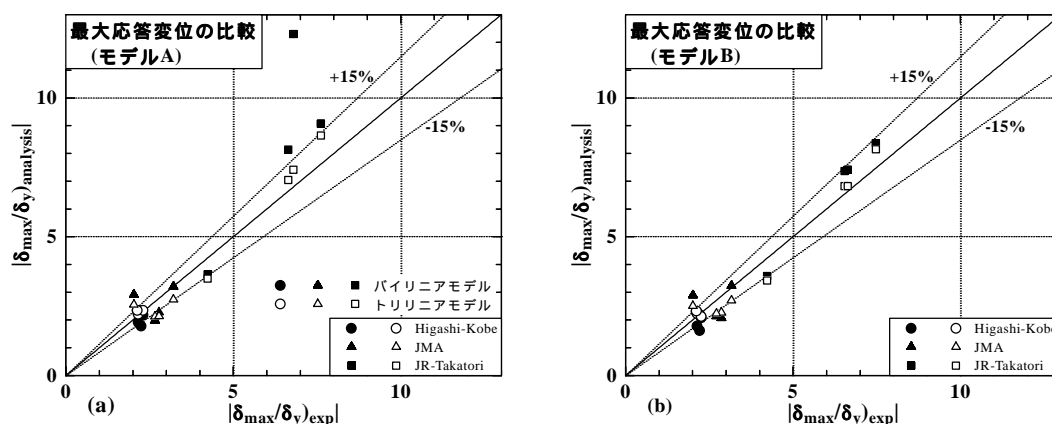 最大応答変位の比較
(モデルA)
+15%
-15%
10
5
0
|δmax/δy)analysis|
バイリニアモデル
トリリニアモデル
Higashi-Kobe
JMA
JR-Takatori
(a)
0
5
10
|δmax/δy)exp|
最大応答変位の比較
(モデルB)
+15%
-15%
10
5
0
|δmax/δy)analysis|
Higashi-Kobe
JMA
JR-Takatori
(b)
0
5
10
|δmax/δy)exp|